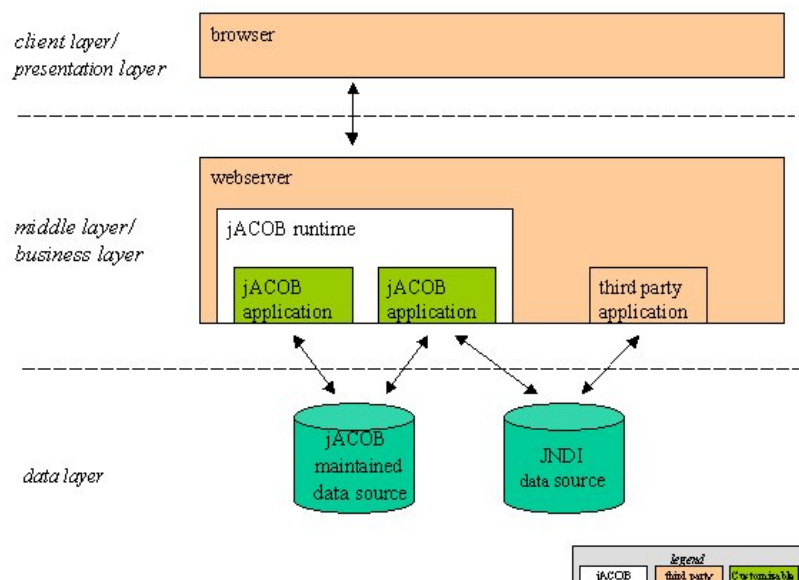 client layer/
presentation layer
browser
middle layer/
business layer
webserver
jACOB runtime
jACOB
application
jACOB
application
third party
application
data layer
jACOB
maintained
data source
JNDI
data source
legend
jACOB
third party
Customisable